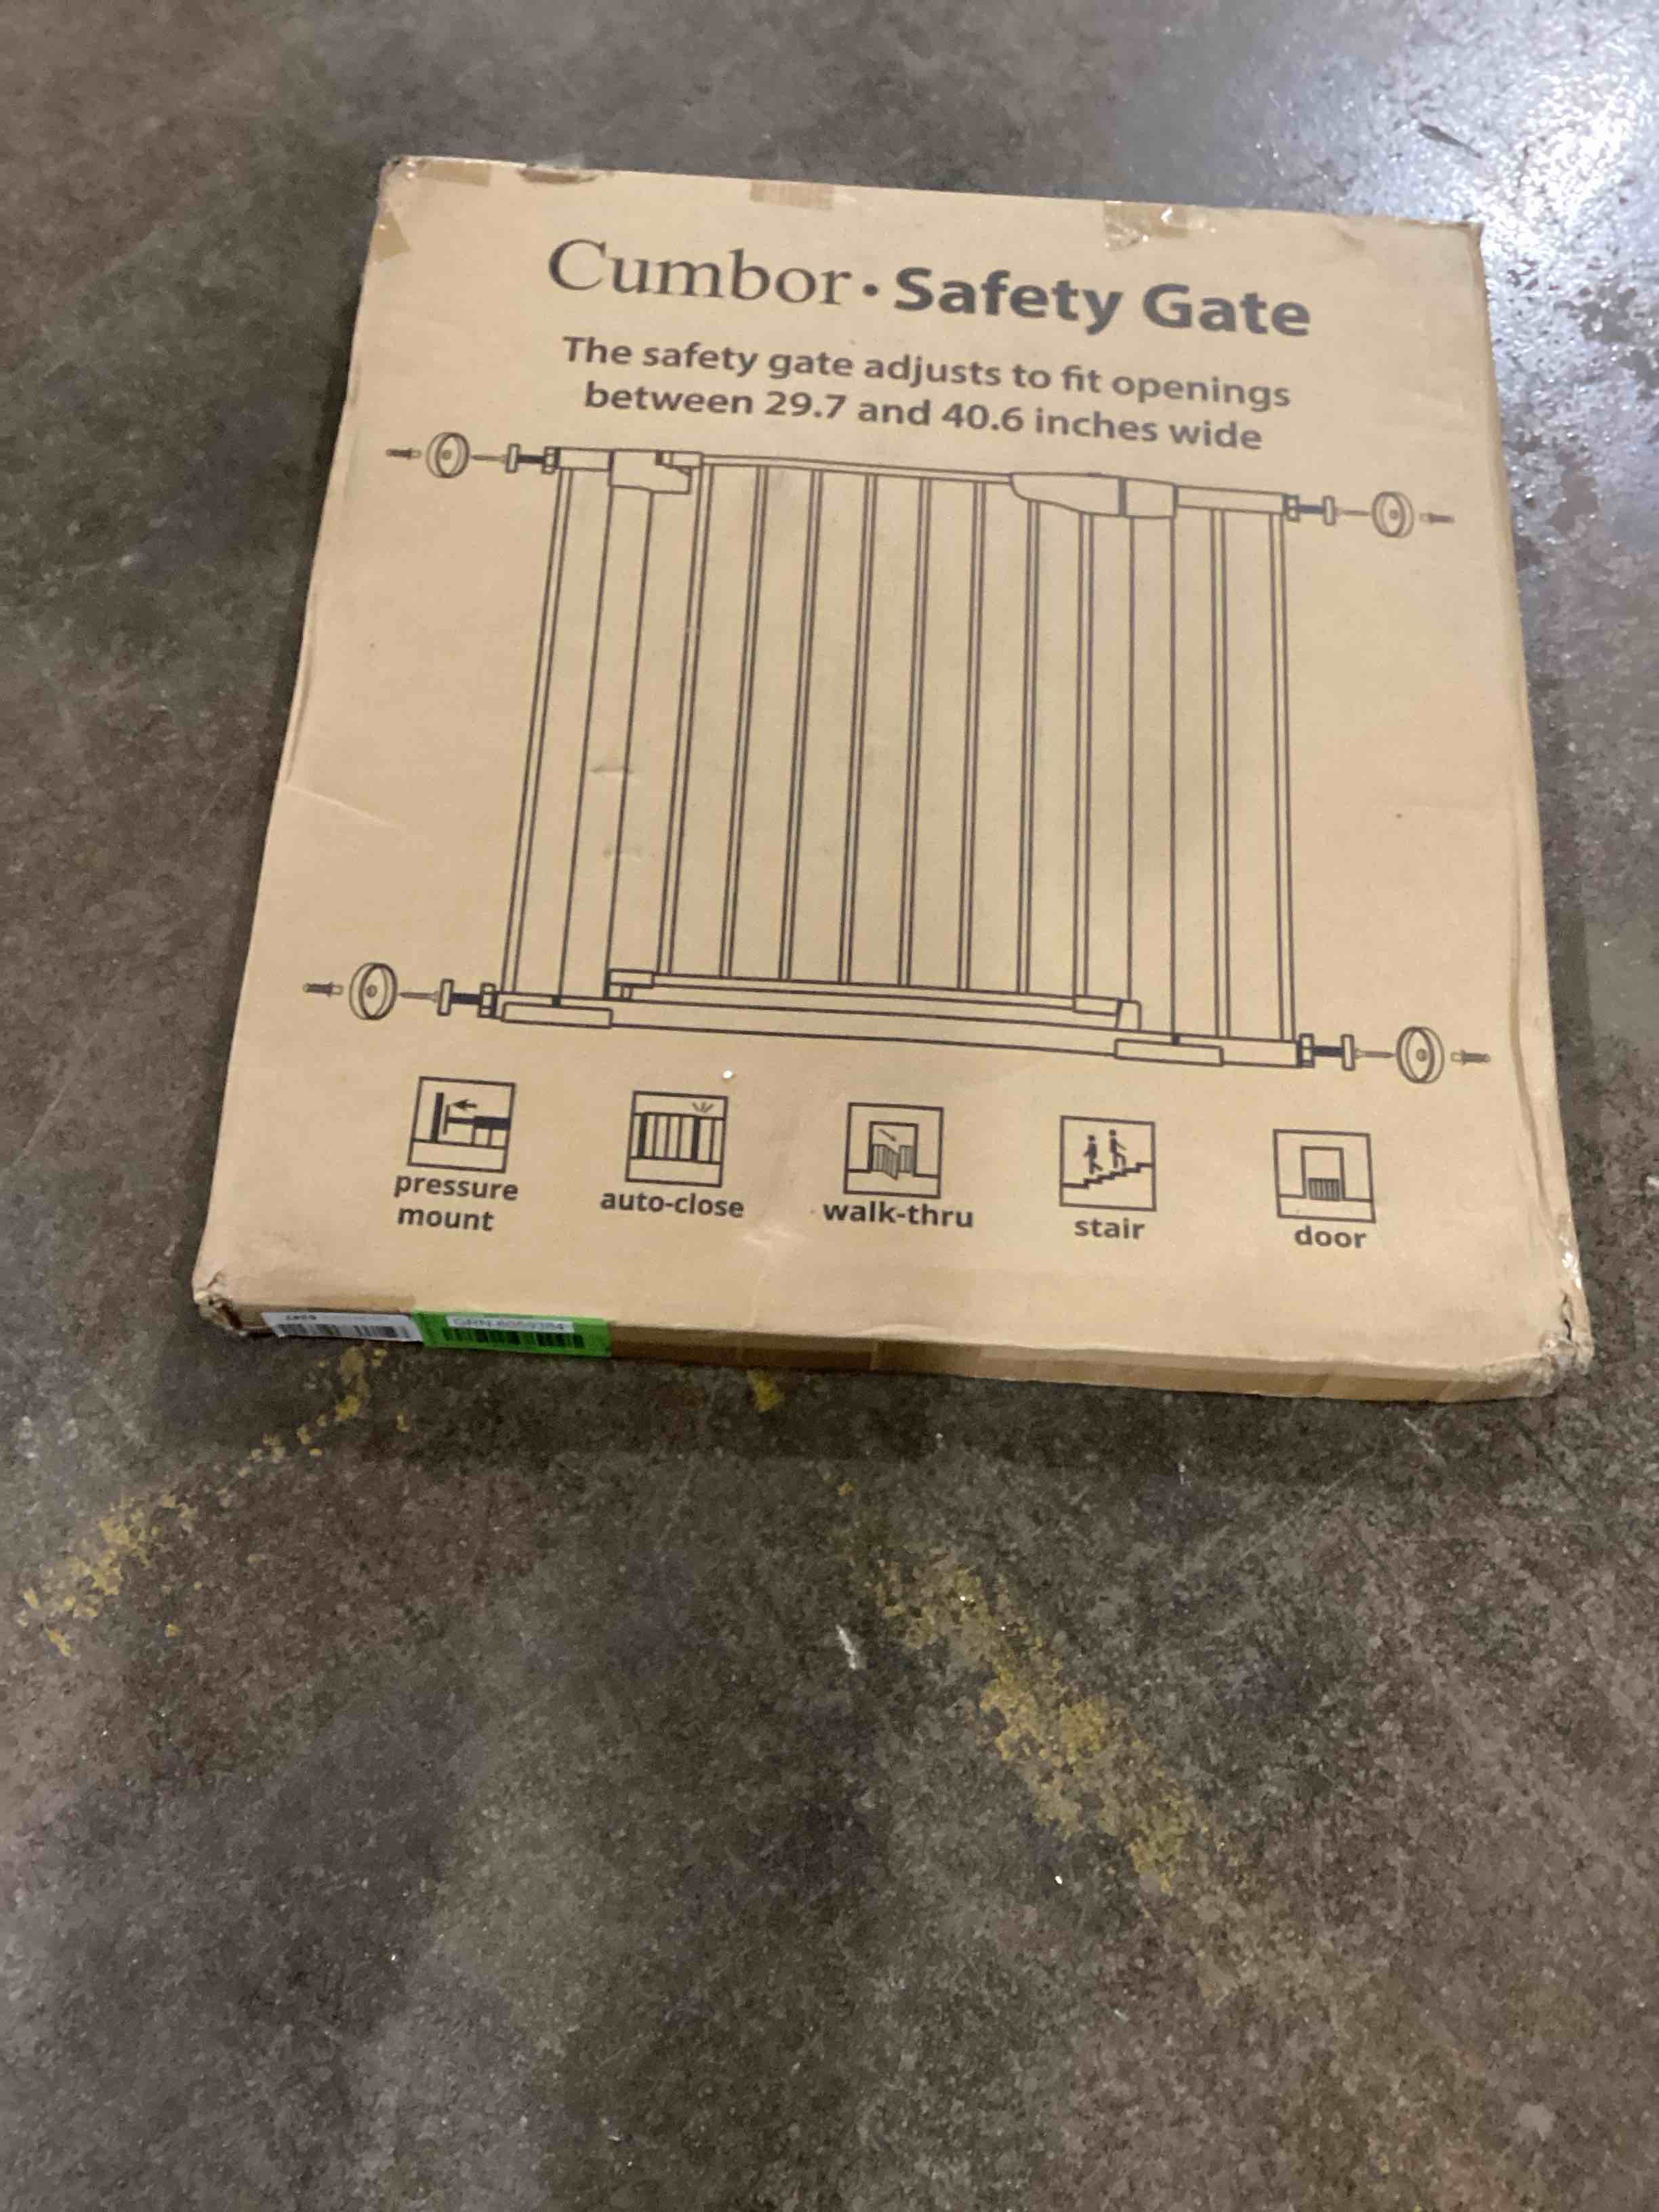 Cumbor · Safety Gate
The safety gate adjusts to fit openings
between 29.7 and 40.6 inches wide
pressure
mount
auto-close
walk-thru
stair
door